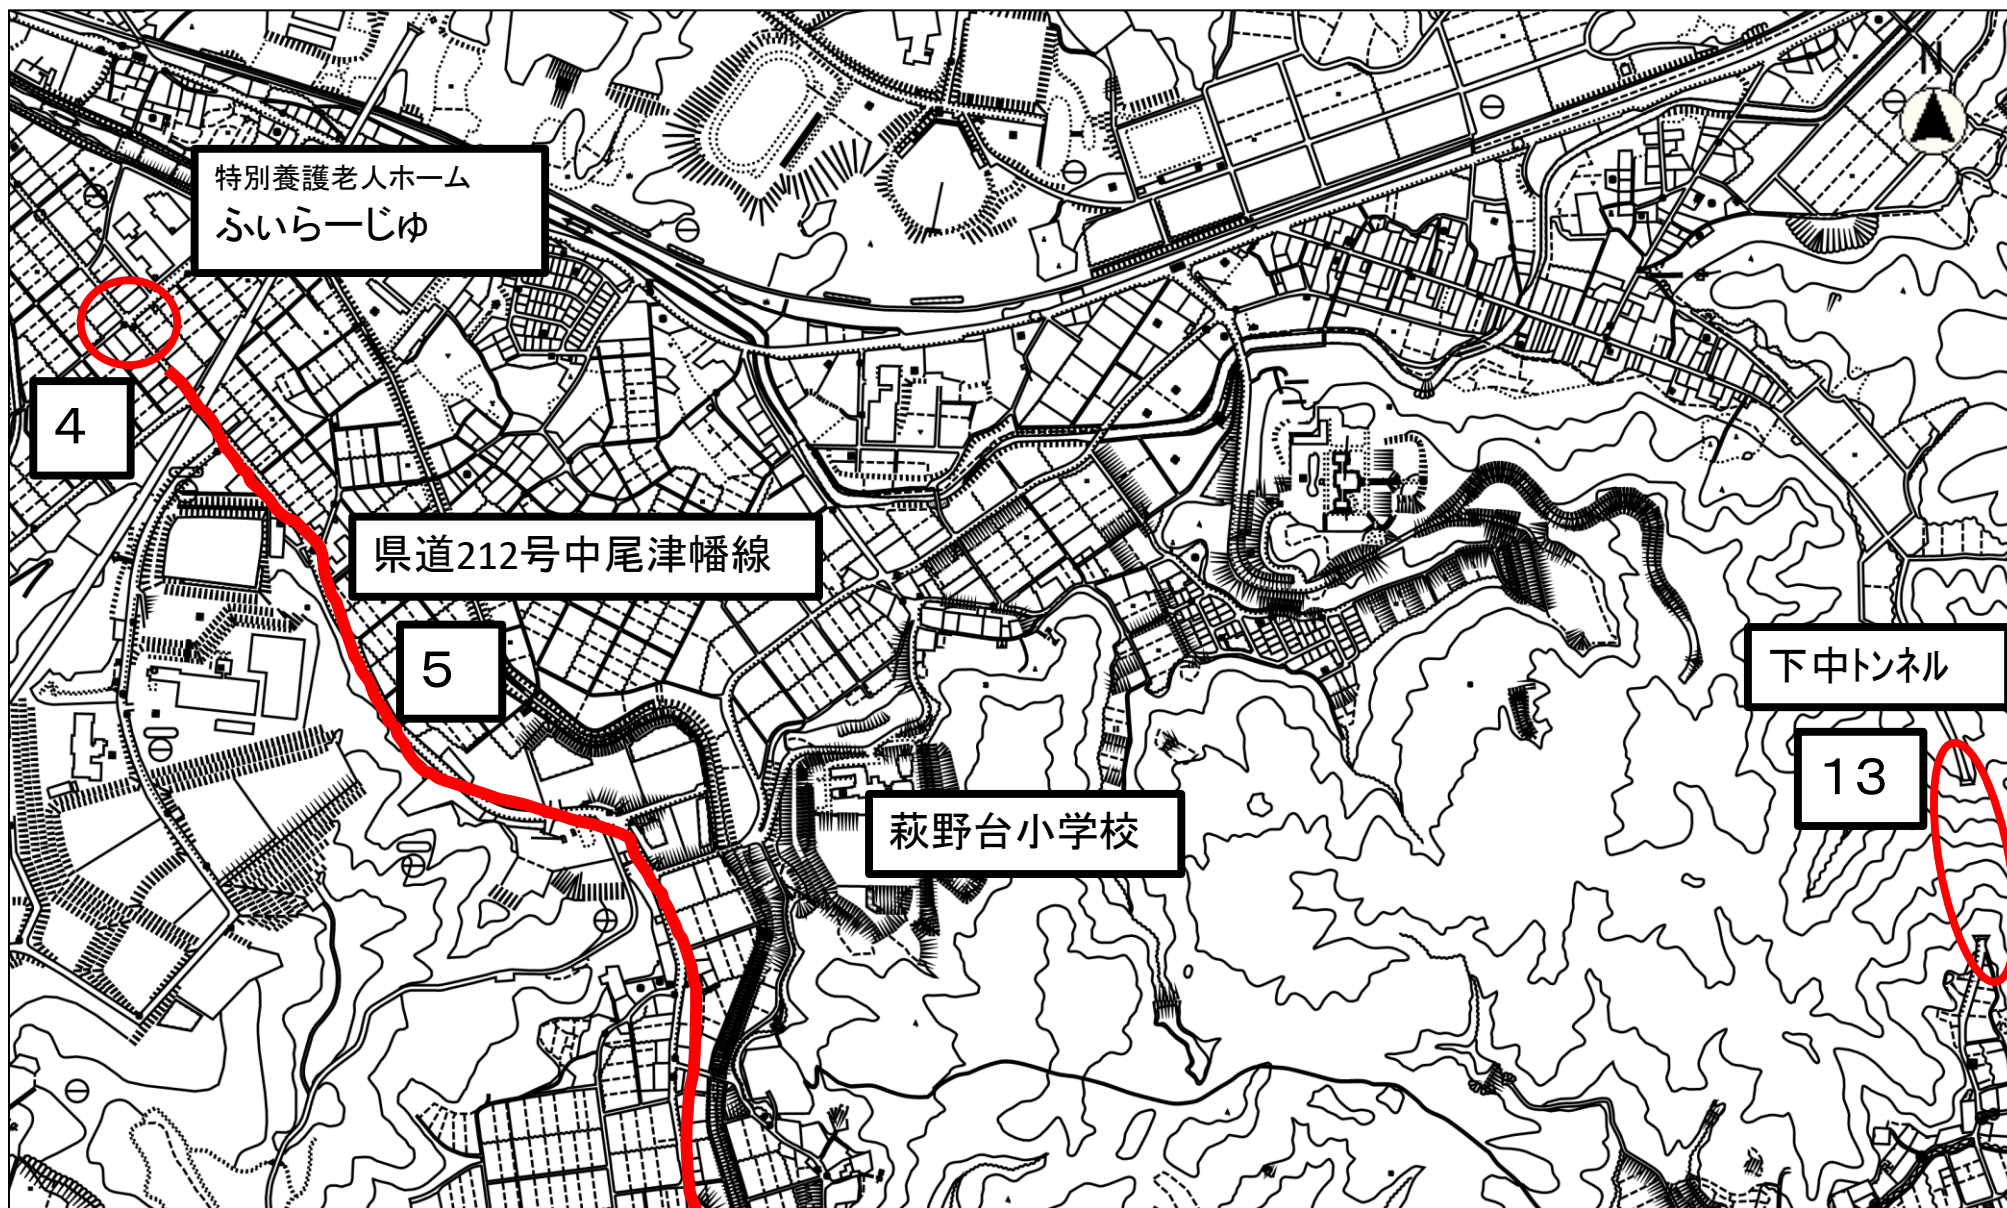 N
特別養護老人ホーム
ふぃらーじゅ
4
県道212号中尾津幡線
5
下中トンネル
13
萩野台小学校